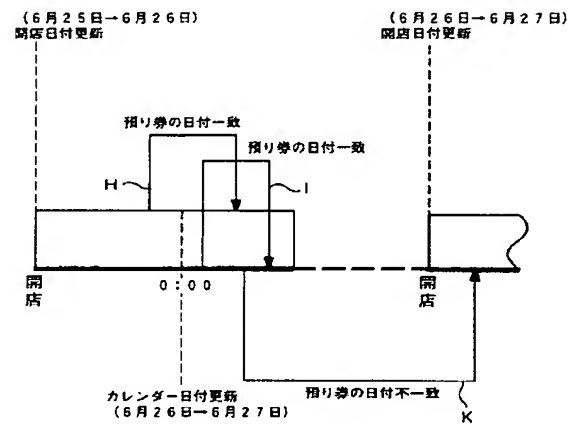 (6月25日→6月26日)
開店日付更新
(6月26日→6月27日)
開店日付更新
預り券の日付一致
預り券の日付一致
H
I
開店
0:00
開店
カレンダー日付更新
(6月26日→6月27日)
預り券の日付不一致
K